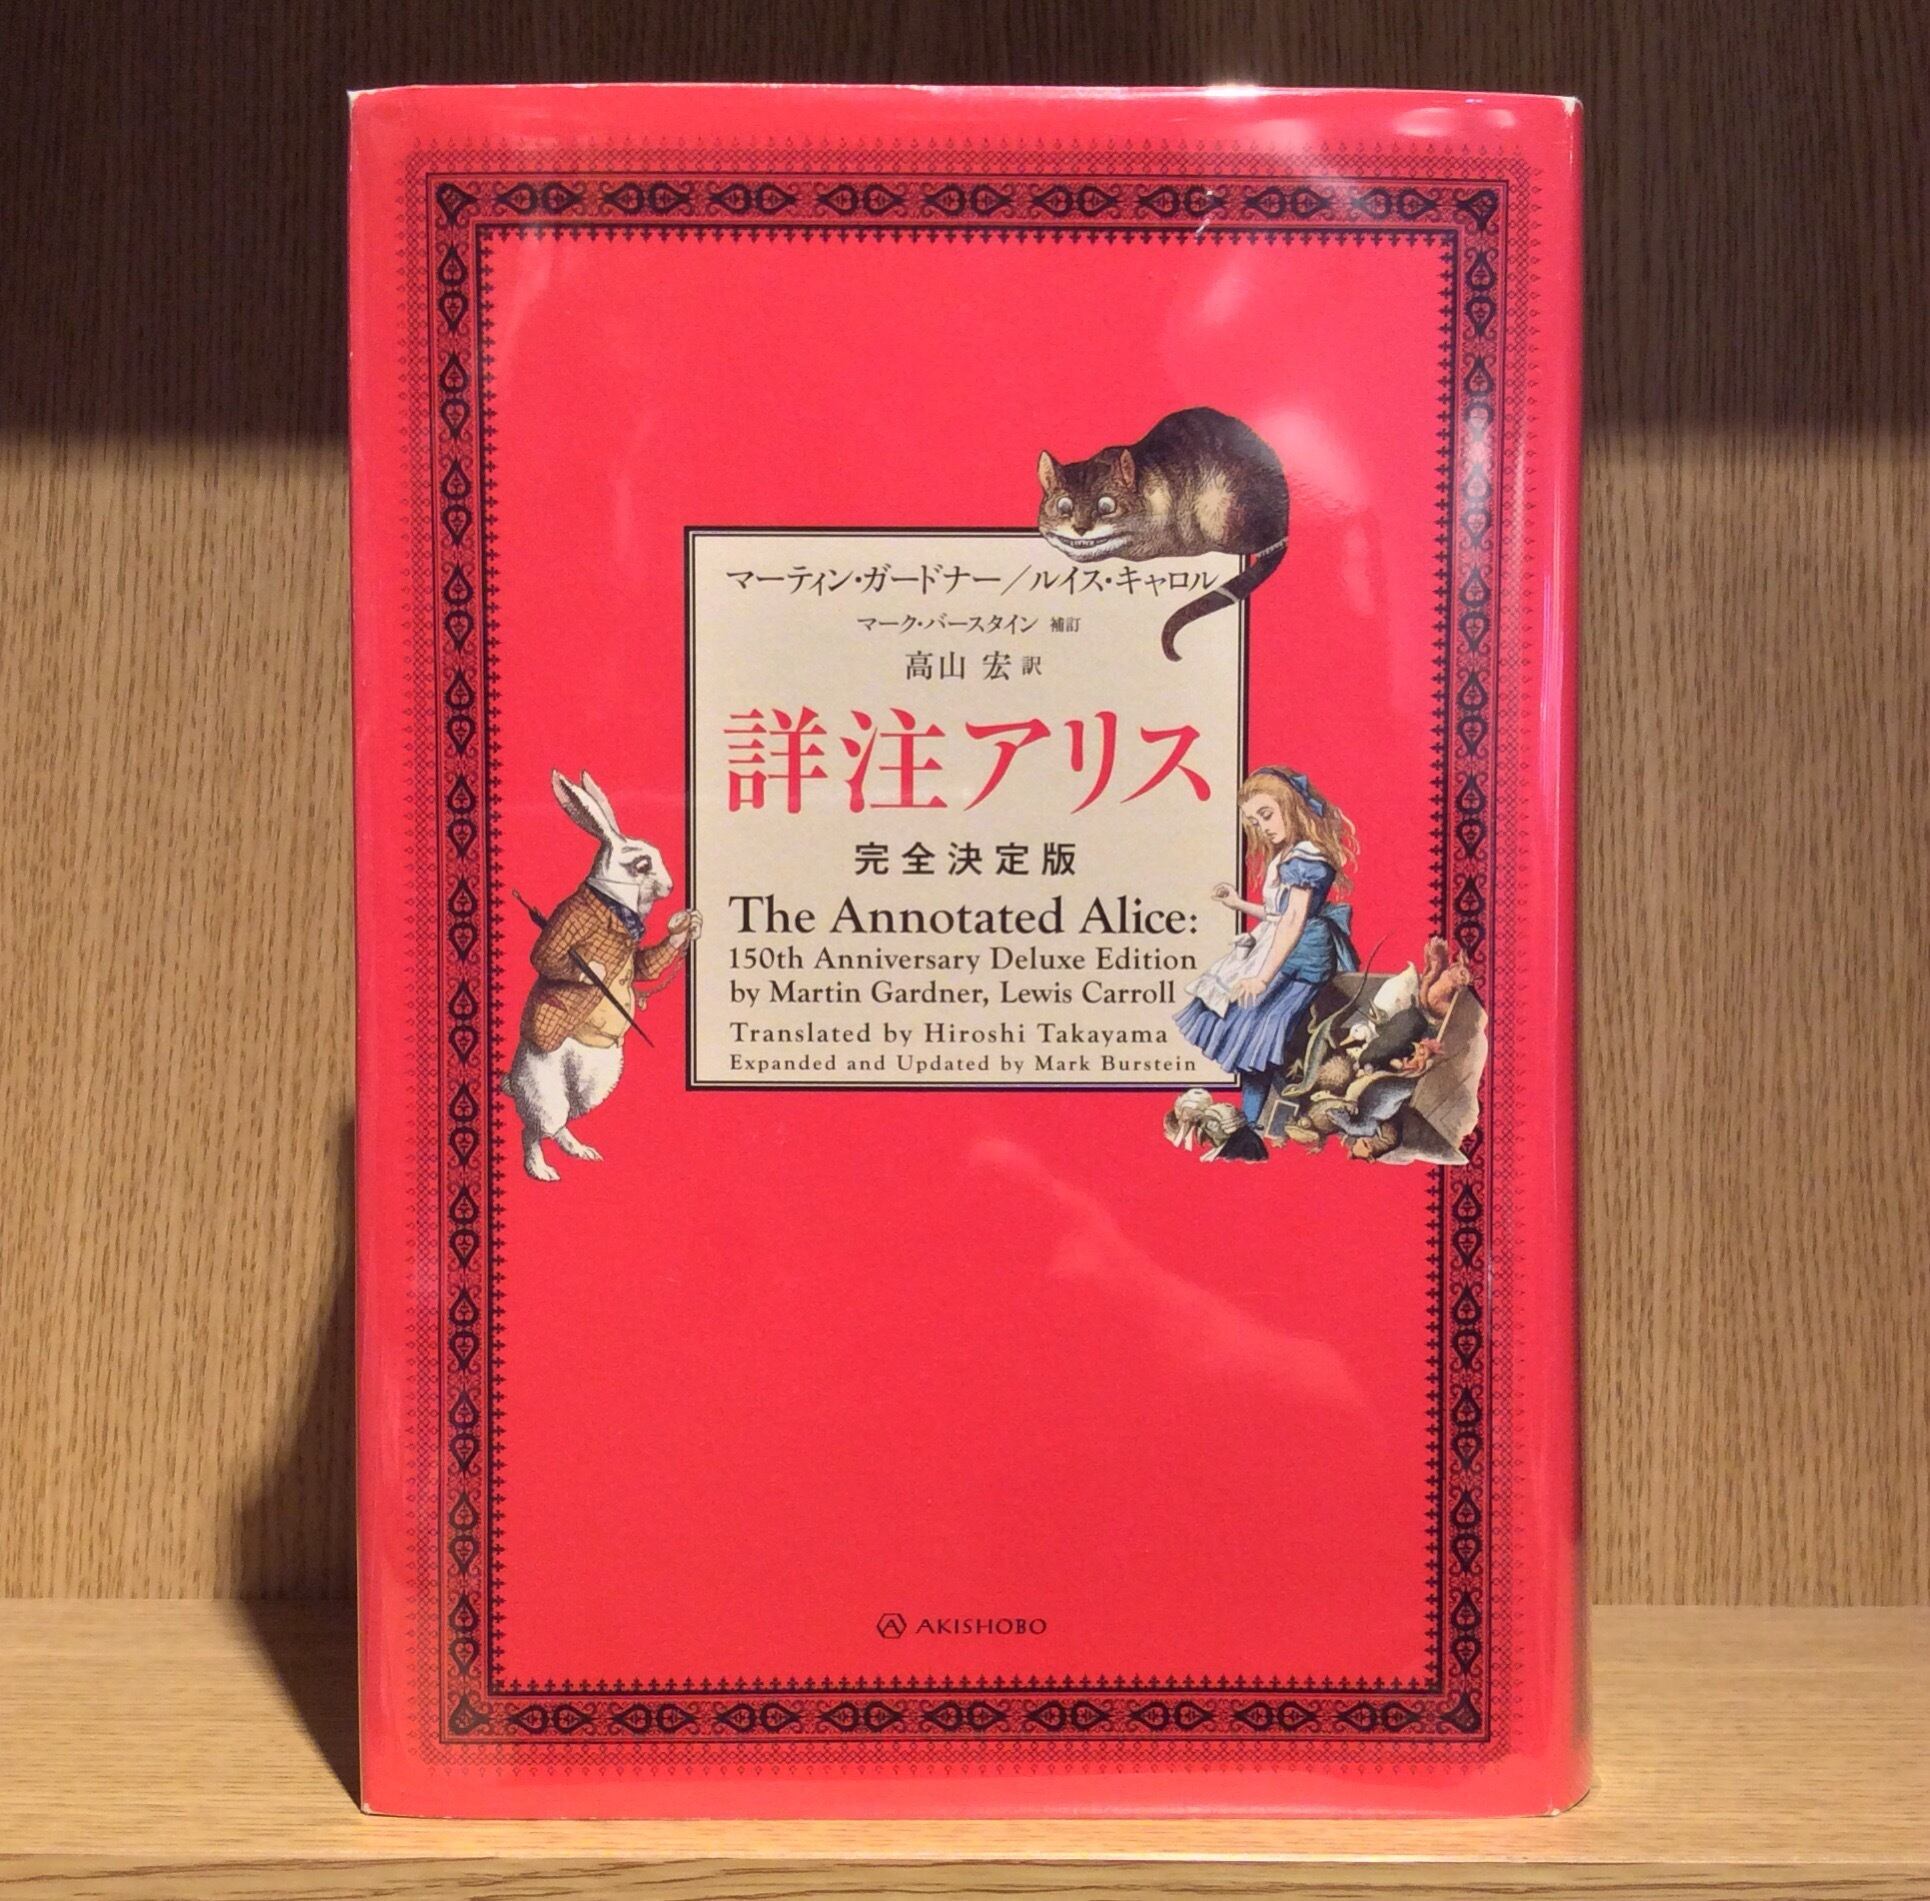 マーティン・ガードナー／ルイス・キャロル
マーク・バースタイン 補訂
高山 宏 訳
詳注アリス
完全決定版
The Annotated Alice:
150th Anniversary Deluxe Edition
by Martin Gardner, Lewis Carroll
Translated by Hiroshi Takayama
Expanded and Updated by Mark Burstein
AKISHOBO